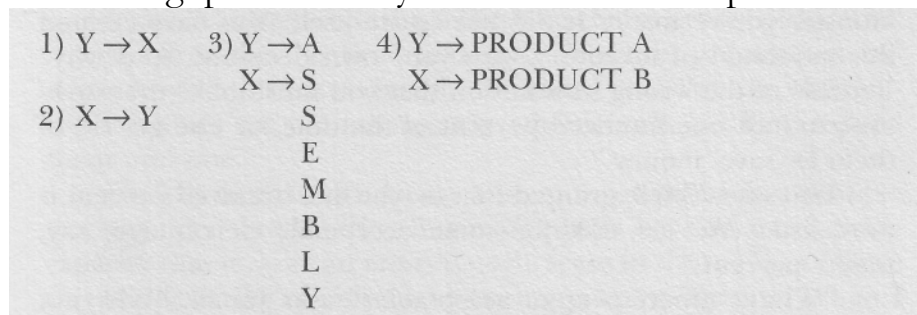 1) Y → X 3) Y → A 4) Y → PRODUCT A
X → S X → PRODUCT B
2) X → Y S
E
M
B
L
Y